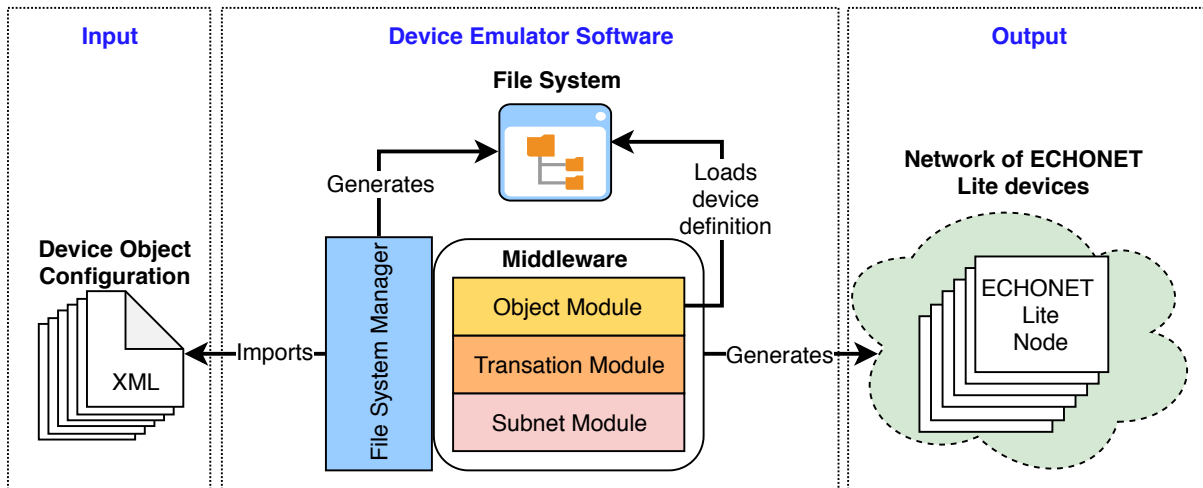 Input
Device Emulator Software
Output
File System
Generates
Loads
device
definition
Network of ECHONET
Lite devices
Device Object
Configuration
XML
Imports
File System Manager
Middleware
Object Module
Transation Module
Subnet Module
Generates
ECHONET
Lite
Node